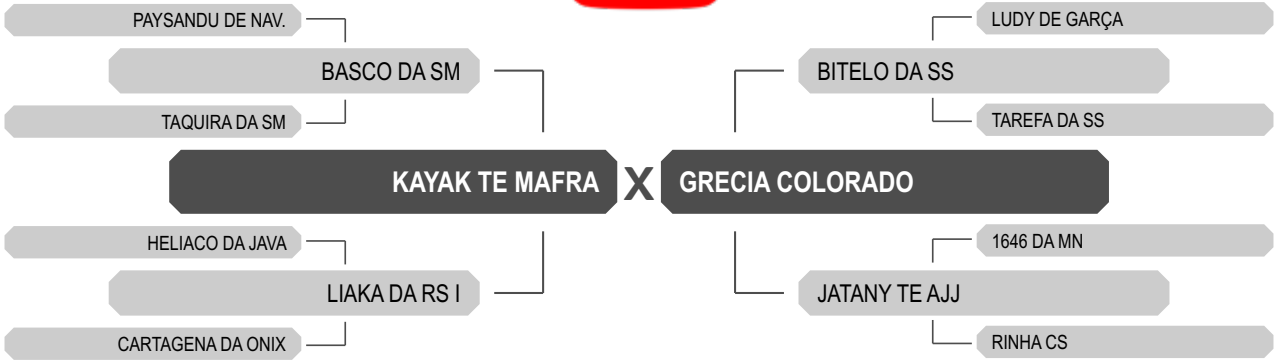 PAYSANDU DE NAV.
LUDY DE GARÇA
BASCO DA SM
BITELO DA SS
TAQUIRA DA SM
TAREFA DA SS
KAYAK TE MAFRA X GRECIA COLORADO
HELIACO DA JAVA
1646 DA MN
LIAKA DA RS I
JATANY TE AJJ
CARTAGENA DA ONIX
RINHA CS